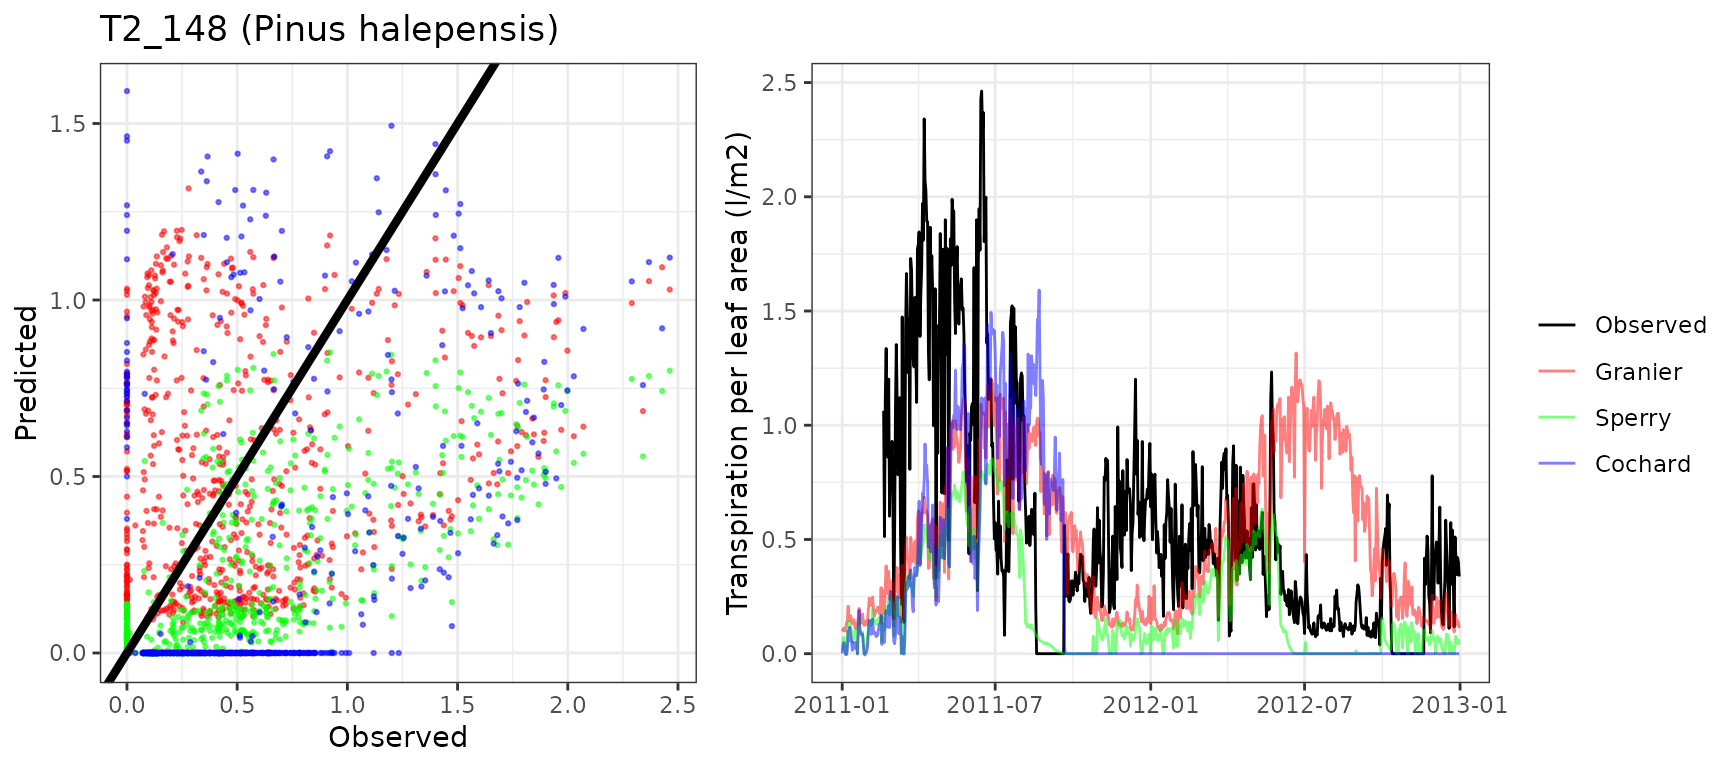 T2_148 (Pinus halepensis)
Predicted
1.5
1.0
0.5
0.0
0.0
0.5
1.0
1.5
2.0
2.5
Observed
Transpiration per leaf area (l/m2)
2.5
2.0
1.5
1.0
0.5
0.0
2011-01
2011-07
2012-01
2012-07
2013-01
Observed
Granier
Sperry
Cochard